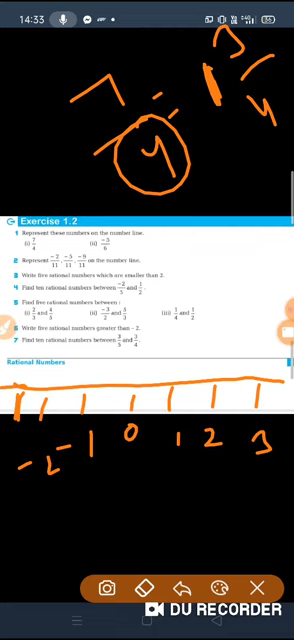 14:33
56
3
4
4
Exercise 1.2
1 Represent these numbers on the number line.
(i) 7/4 (ii) -5/6
2 Represent -2/11, -5/11, -9/11 on the number line.
3 Write five rational numbers which are smaller than 2.
4 Find ten rational numbers between -2/5 and 1/2.
5 Find five rational numbers between :
(i) 2/3 and 4/5 (ii) -3/2 and 5/3 (iii) 1/4 and 1/2
6 Write five rational numbers greater than –2.
7 Find ten rational numbers between 3/5 and 3/4.
Rational Numbers
-2 -1 0 1 2 3
DU RECORDER